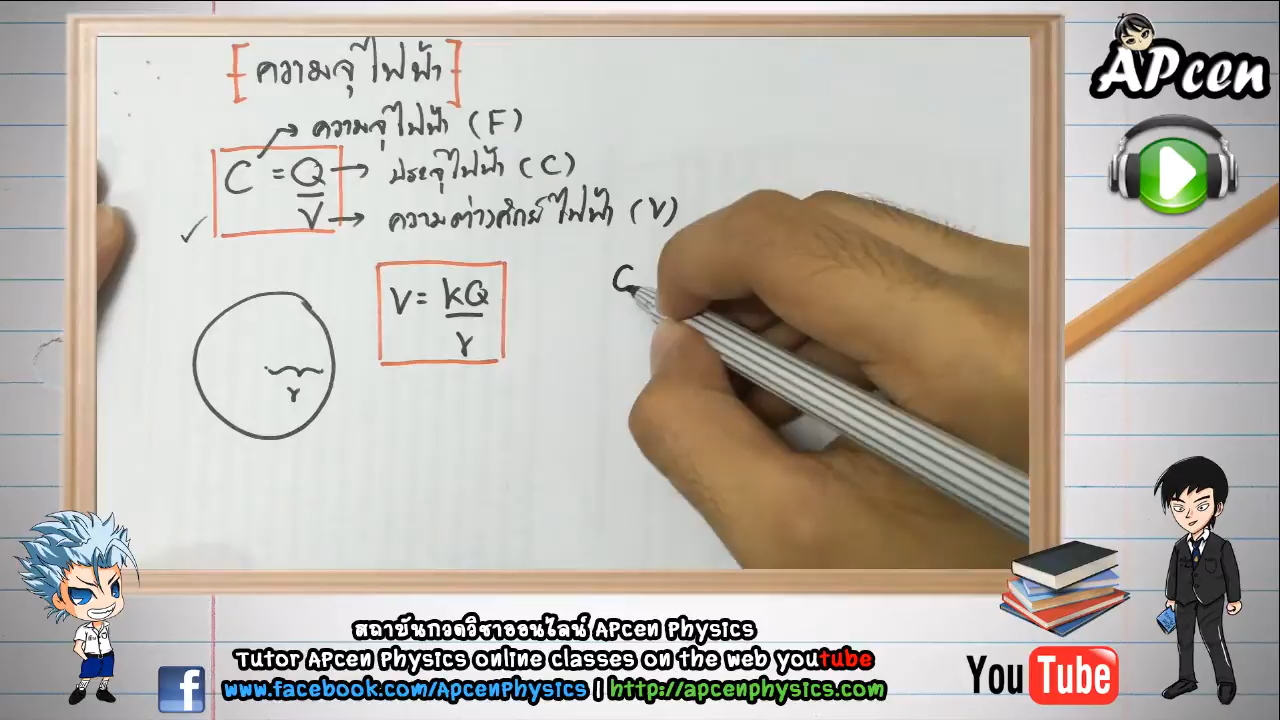 [ความจุไฟฟ้า]
ความจุไฟฟ้า (F)
C = Q/V
ประจุไฟฟ้า (C)
ความต่างศักย์ไฟฟ้า (V)
V = kQ/r
r
C
APcen
สถาบันกวดวิชาออนไลน์ APcen Physics
Tutor APcen Physics online classes on the web youtube
www.facebook.com/ApcenPhysics | http://apcenphysics.com
f
YouTube